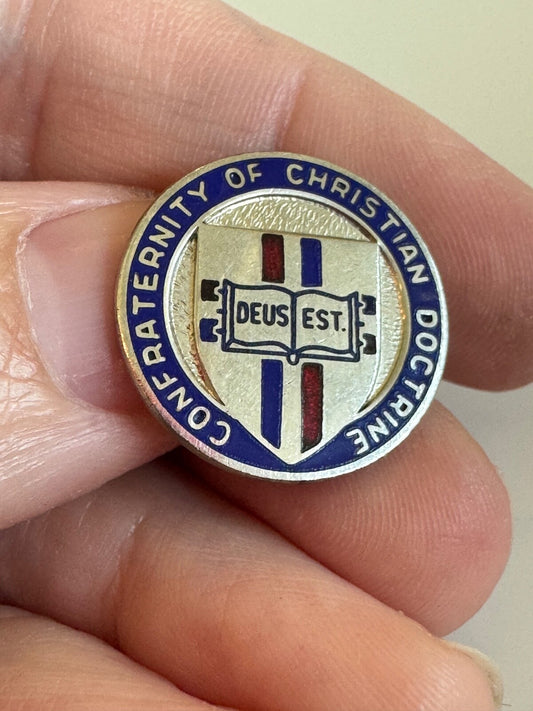 CONFRATERNITY OF CHRISTIAN DOCTRINE
DEUS EST.